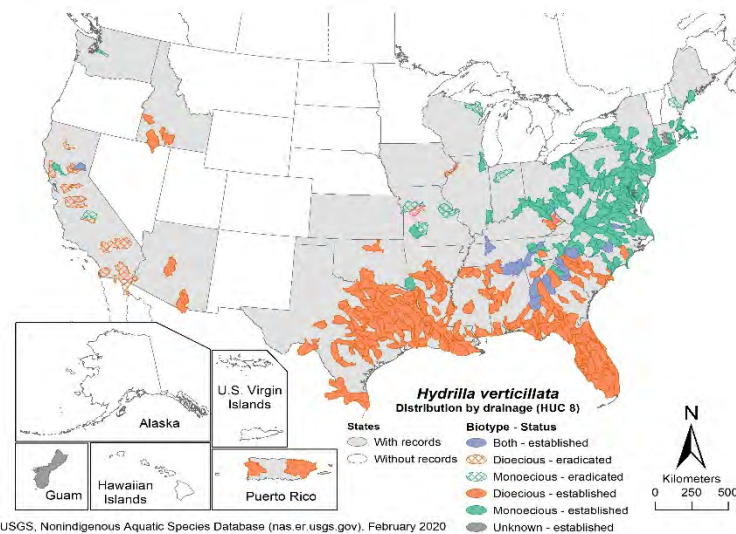 Alaska
U.S. Virgin
Islands
Guam
Hawaiian
Islands
Puerto Rico
Hydrilla verticillata
Distribution by drainage (HUC 8)
States
With records
Without records
Biotype - Status
Both - established
Dioecious - eradicated
Monoecious - eradicated
Dioecious - established
Monoecious - established
Unknown - established
N
Kilometers
0 250 500
USGS, Nonindigenous Aquatic Species Database (nas.er.usgs.gov). February 2020